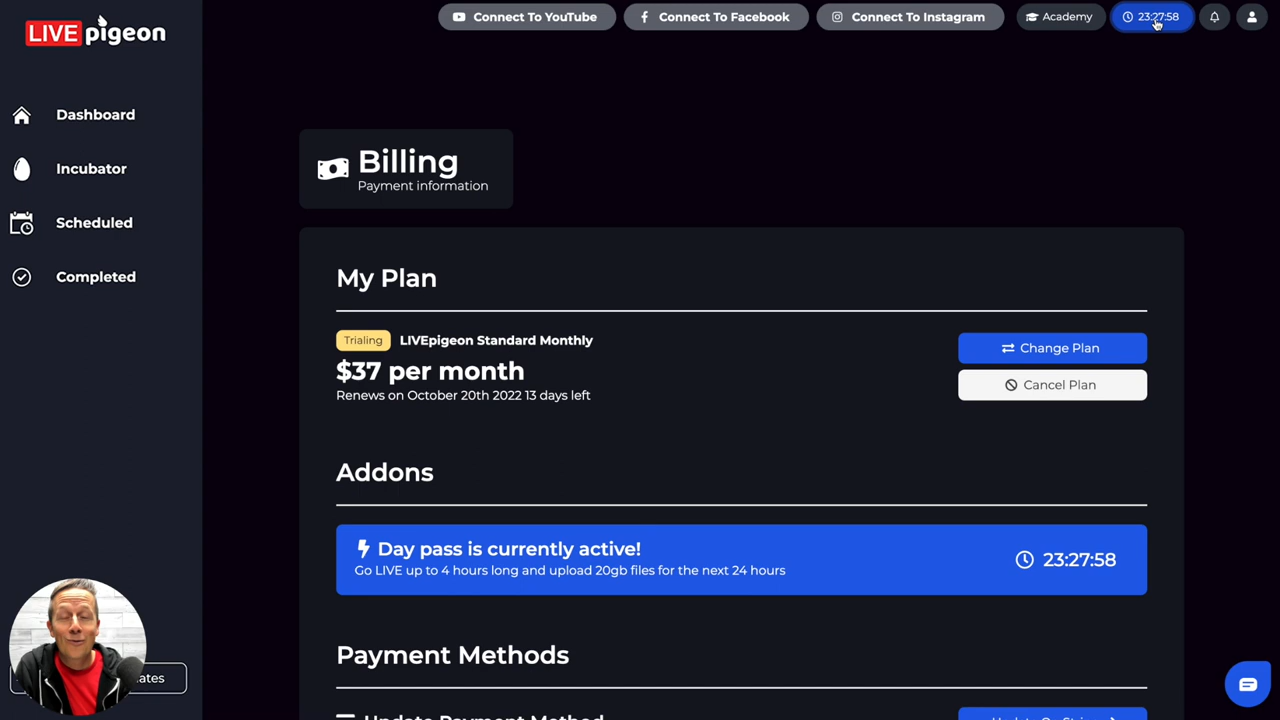 LIVE pigeon
Connect To YouTube
Connect To Facebook
Connect To Instagram
Academy
23:27:58
Dashboard
Incubator
Scheduled
Completed
Billing
Payment information
My Plan
Trialing LIVEpigeon Standard Monthly
$37 per month
Renews on October 20th 2022 13 days left
Change Plan
Cancel Plan
Addons
Day pass is currently active!
Go LIVE up to 4 hours long and upload 20gb files for the next 24 hours
23:27:58
Payment Methods
Update Payment Method